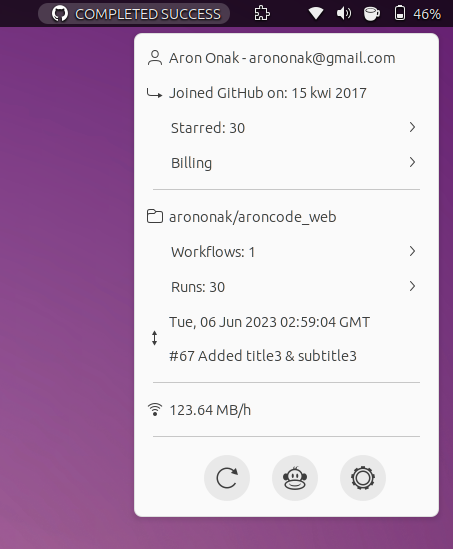 COMPLETED SUCCESS
46%
Aron Onak - arononak@gmail.com
Joined GitHub on: 15 kwi 2017
Starred: 30
Billing
arononak/aroncode_web
Workflows: 1
Runs: 30
Tue, 06 Jun 2023 02:59:04 GMT
#67 Added title3 & subtitle3
123.64 MB/h